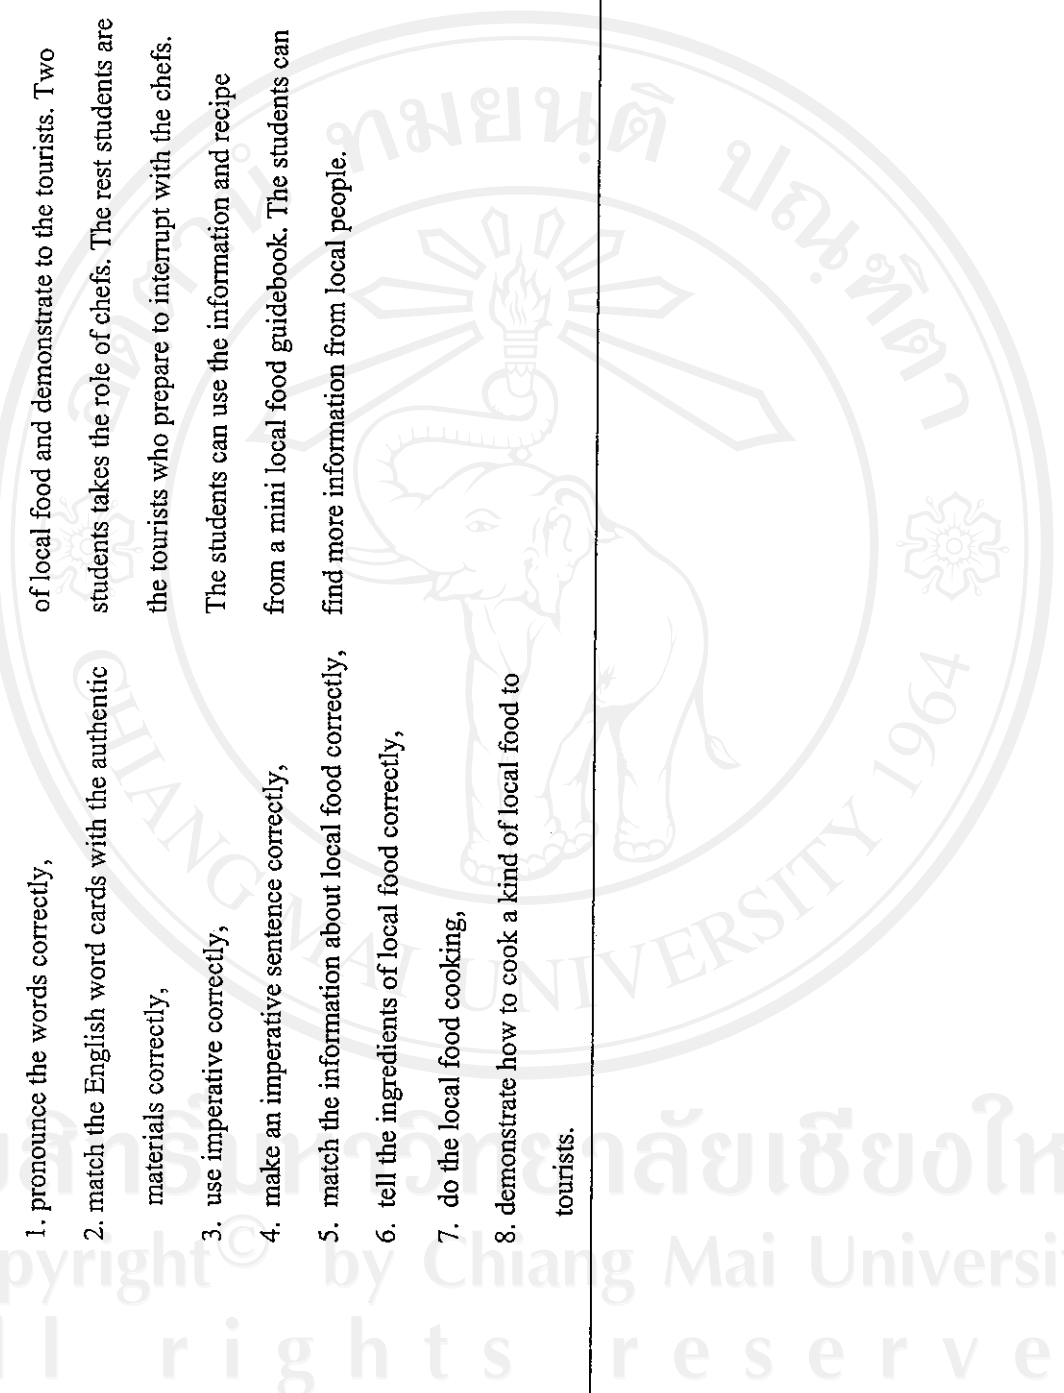 1. pronounce the words correctly,
2. match the English word cards with the authentic
materials correctly,
3. use imperative correctly,
4. make an imperative sentence correctly,
5. match the information about local food correctly,
6. tell the ingredients of local food correctly,
7. do the local food cooking,
8. demonstrate how to cook a kind of local food to
tourists.
of local food and demonstrate to the tourists. Two
students takes the role of chefs. The rest students are
the tourists who prepare to interrupt with the chefs.
The students can use the information and recipe
from a mini local food guidebook. The students can
find more information from local people.
CHIANG MAI UNIVERSITY 1964
by Chiang Mai
rights